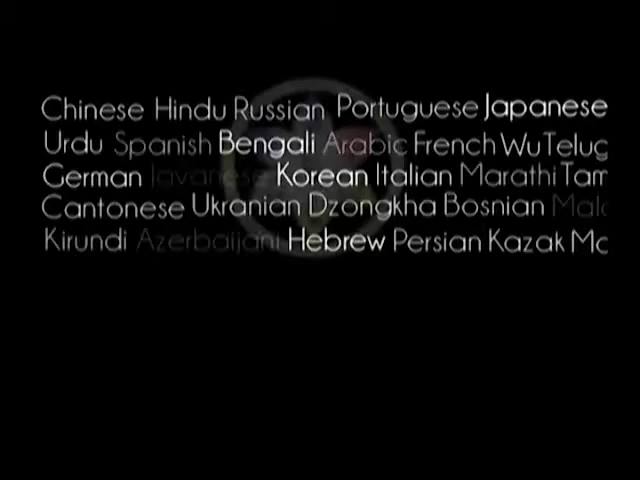 Chinese Hindu Russian Portuguese Japanese
Urdu Spanish Bengali Arabic French Wu Telug
German Javanese Korean Italian Marathi Tam
Cantonese Ukranian Dzongkha Bosnian Mala
Kirundi Azerbaijani Hebrew Persian Kazak Mo